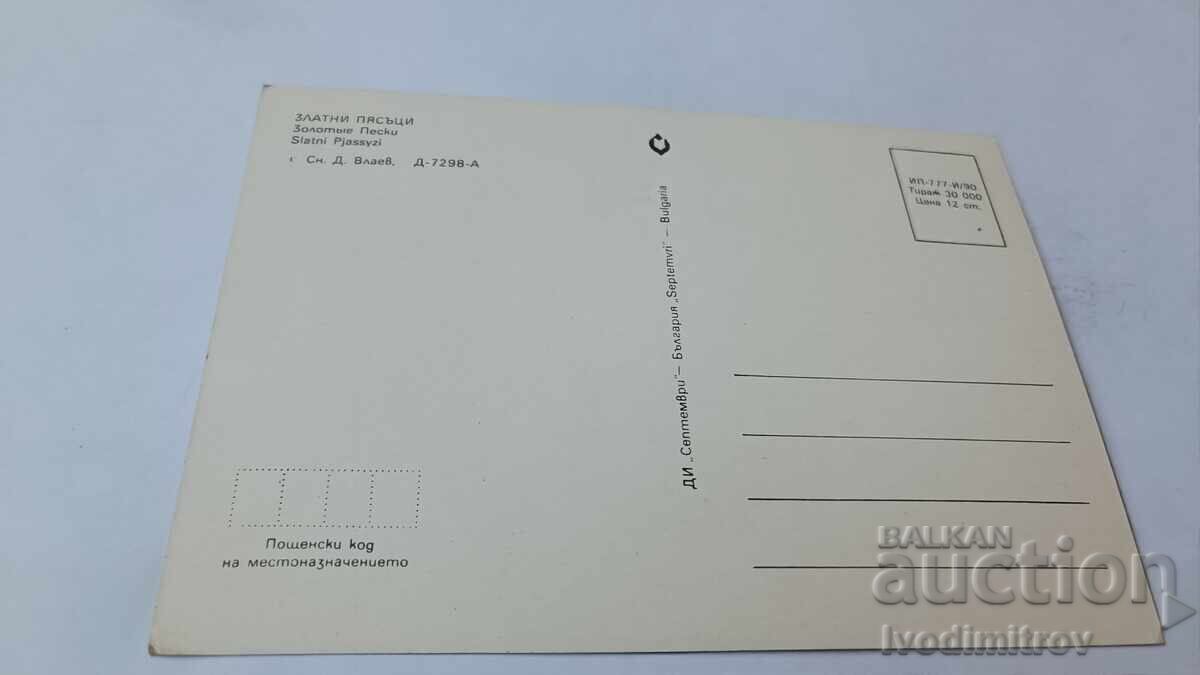 ЗЛАТНИ ПЯСЪЦИ
Золотые Пески
Slatni Pjassyzi
Сн. Д. Влаев, Д-7298-А
ДИ „Септември" – България „Septemvri" – Bulgaria
ИП-777-И/90
Тираж 30 000
Цена 12 ст.
Пощенски код
на местоназначението
BALKAN
auction
Ivodimitrov